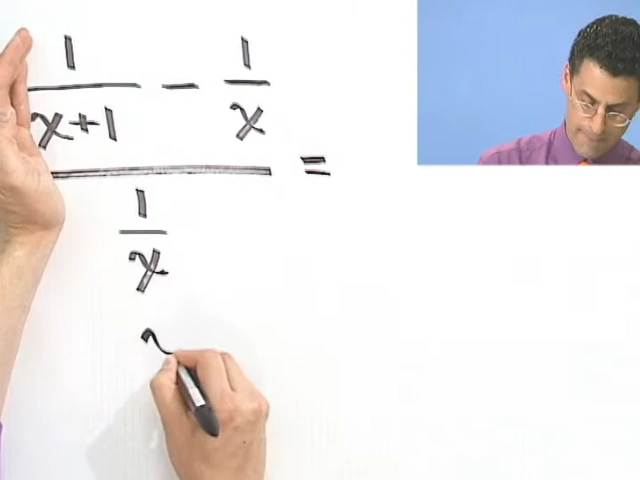 1/(x+1) − 1/x
=
1/x